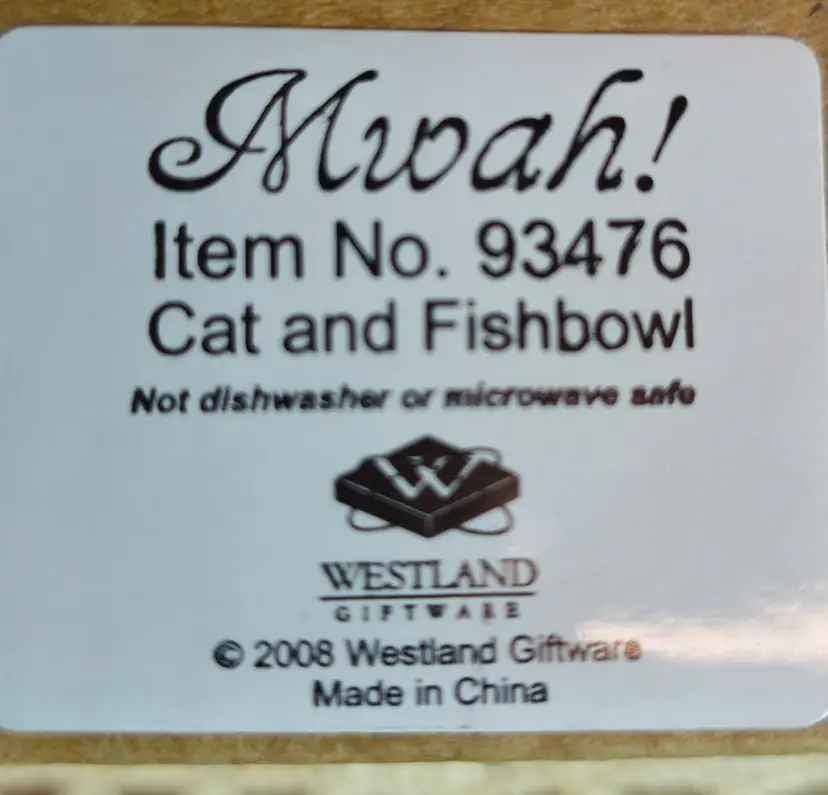 Mwah!
Item No. 93476
Cat and Fishbowl
Not dishwasher or microwave safe
W
WESTLAND
GIFTWARE
© 2008 Westland Giftware
Made in China